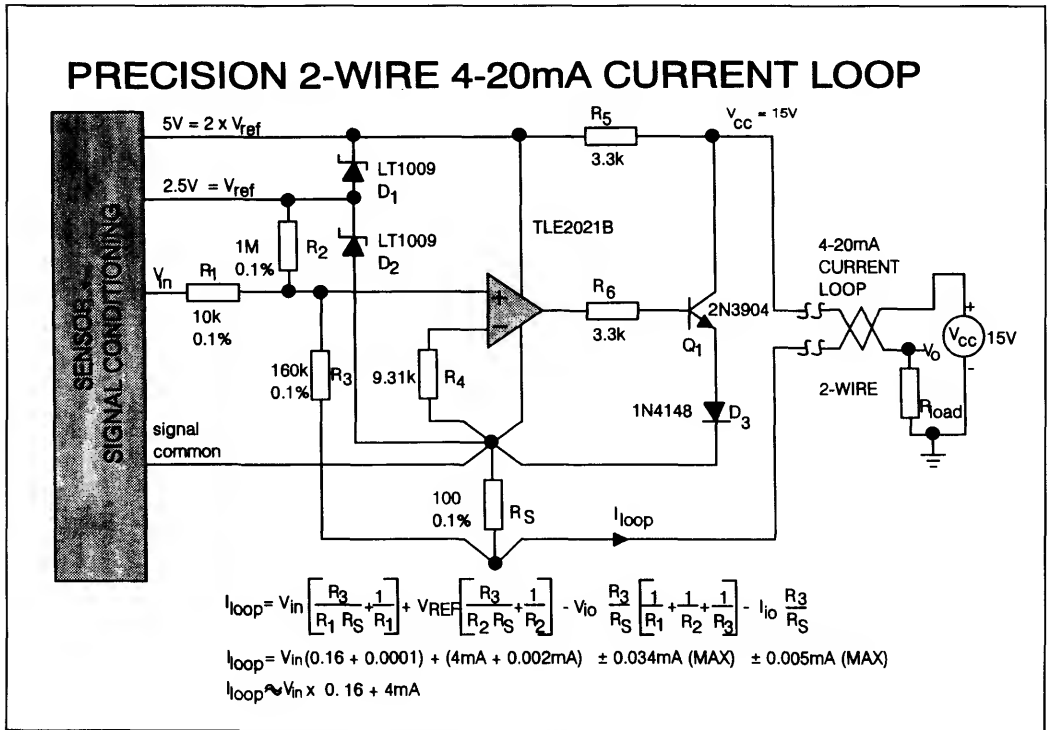 PRECISION 2-WIRE 4-20mA CURRENT LOOP
SENSOR +
SIGNAL CONDITIONING
5V = 2 x Vref
2.5V = Vref
Vin
signal
common
R1
10k
0.1%
1M
0.1%
R2
LT1009
D1
LT1009
D2
160k
0.1%
R3
9.31k
R4
+
−
TLE2021B
R5
3.3k
R6
3.3k
VCC = 15V
2N3904
Q1
1N4148
D3
100
0.1%
RS
Iloop
4-20mA
CURRENT
LOOP
2-WIRE
Vo
Rload
+
VCC
15V
-
Iloop = Vin [R3/(R1 RS) + 1/R1] + VREF [R3/(R2 RS) + 1/R2] - Vio R3/RS [1/R1 + 1/R2 + 1/R3] - Iio R3/RS
Iloop = Vin (0.16 + 0.0001) + (4mA + 0.002mA) ± 0.034mA (MAX) ± 0.005mA (MAX)
Iloop ≈ Vin x 0.16 + 4mA